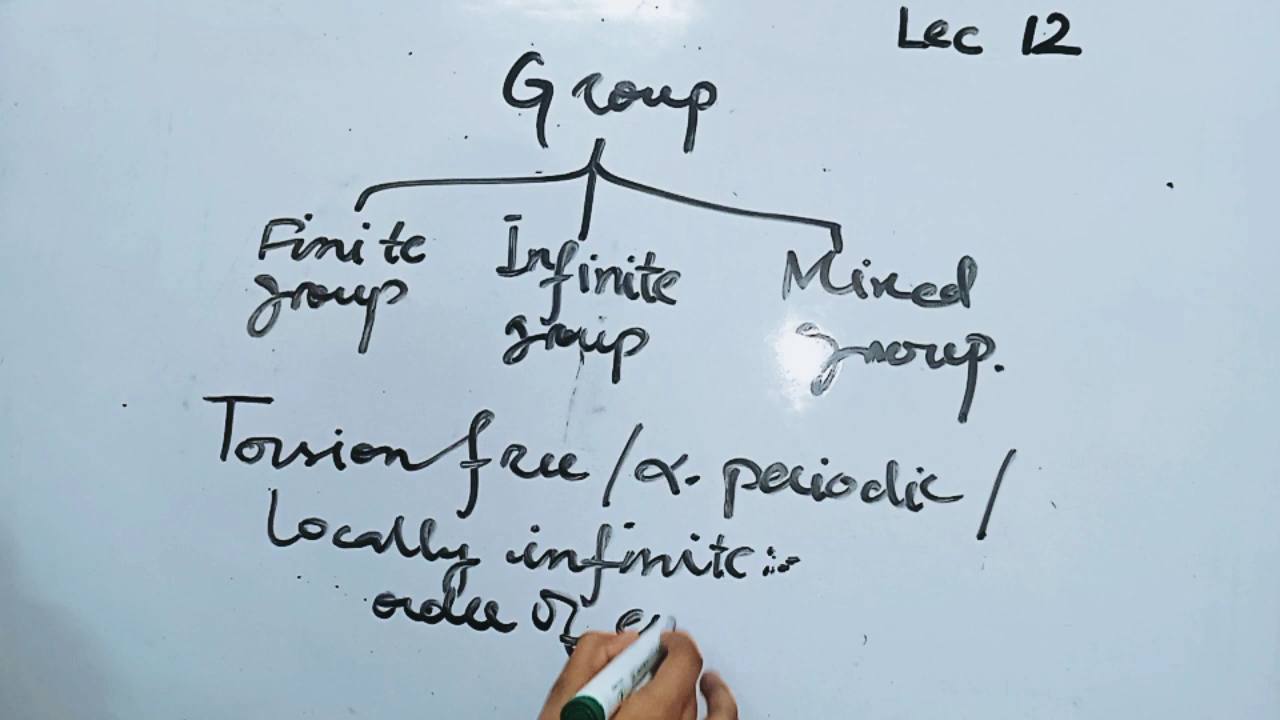 Lec 12
Group
Finite group
Infinite group
Mixed group.
Torsion free / α. periodic /
Locally infinite:-
order of